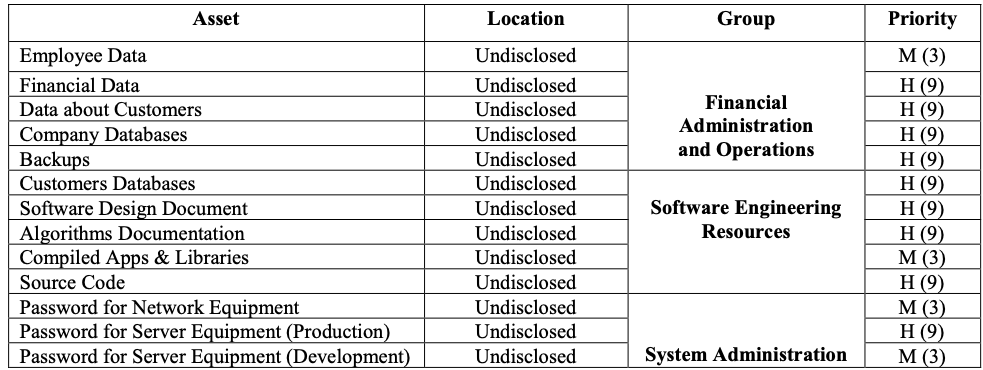 Asset Location Group Priority
Employee Data Undisclosed M (3)
Financial Data Undisclosed H (9)
Data about Customers Undisclosed Financial H (9)
Company Databases Undisclosed Administration H (9)
Backups Undisclosed and Operations H (9)
Customers Databases Undisclosed H (9)
Software Design Document Undisclosed Software Engineering H (9)
Algorithms Documentation Undisclosed Resources H (9)
Compiled Apps & Libraries Undisclosed M (3)
Source Code Undisclosed H (9)
Password for Network Equipment Undisclosed M (3)
Password for Server Equipment (Production) Undisclosed H (9)
Password for Server Equipment (Development) Undisclosed System Administration M (3)